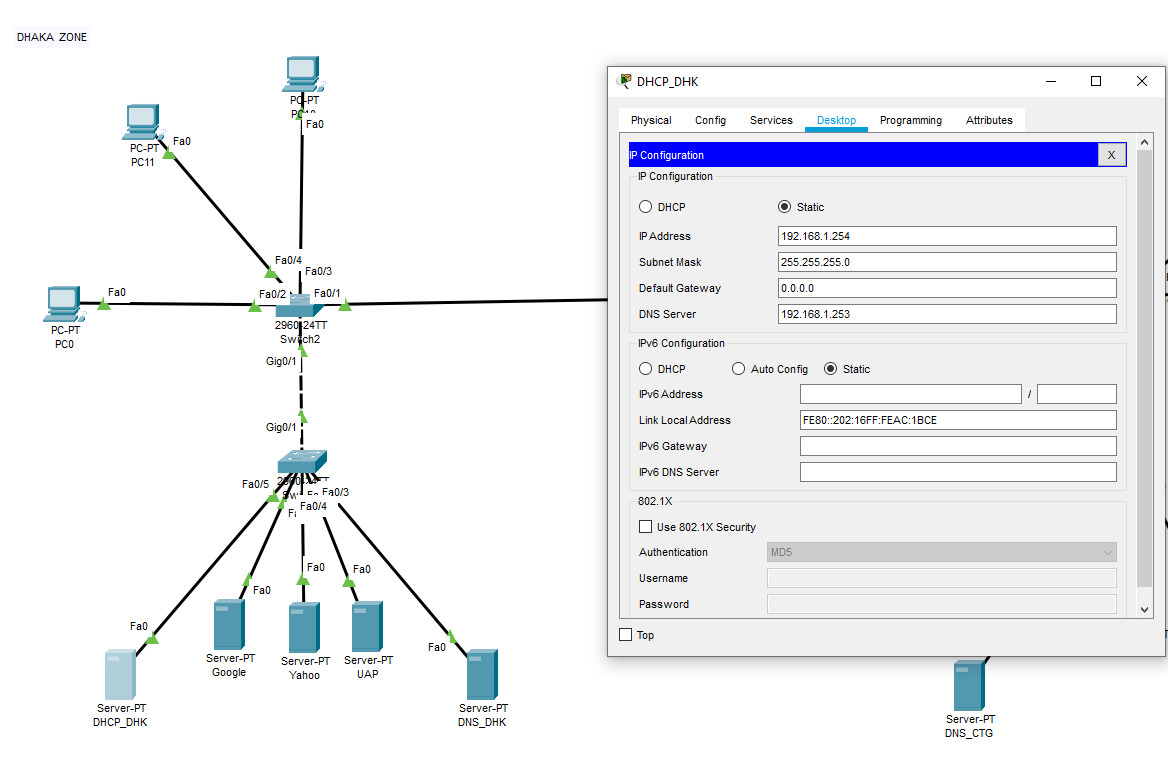 DHAKA ZONE
PC-PT
Fa0
PC-PT
PC11
Fa0
Fa0/4
Fa0/3
Fa0
Fa0/2
Fa0/1
PC-PT
PC0
2960-24TT
Switch2
Gig0/1
Gig0/1
Fa0/5
Fa0/3
Fa0/4
Fa0
Fa0
Fa0
Fa0
Fa0
Server-PT
Google
Server-PT
Yahoo
Server-PT
UAP
Server-PT
DHCP_DHK
Server-PT
DNS_DHK
Server-PT
DNS_CTG
DHCP_DHK
Physical Config Services Desktop Programming Attributes
IP Configuration X
IP Configuration
DHCP Static
IP Address 192.168.1.254
Subnet Mask 255.255.255.0
Default Gateway 0.0.0.0
DNS Server 192.168.1.253
IPv6 Configuration
DHCP Auto Config Static
IPv6 Address /
Link Local Address FE80::202:16FF:FEAC:1BCE
IPv6 Gateway
IPv6 DNS Server
802.1X
Use 802.1X Security
Authentication MD5
Username
Password
Top